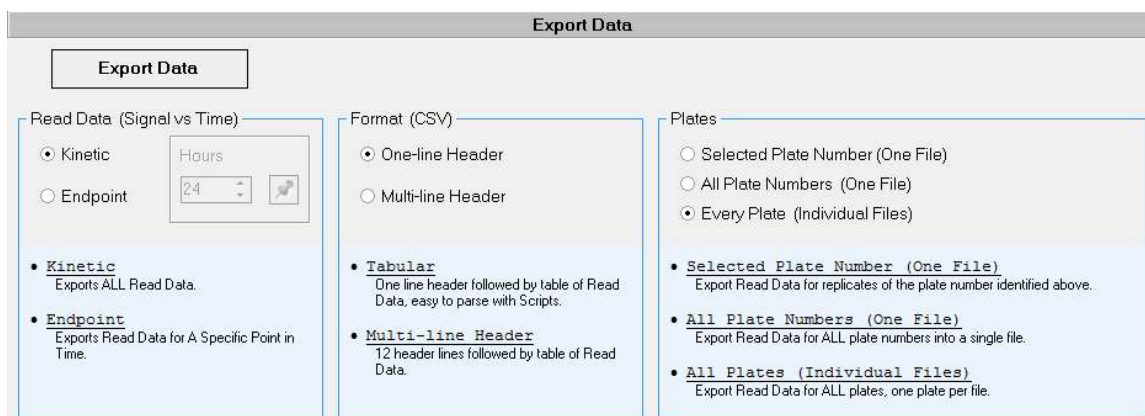 Export Data
Export Data
Read Data (Signal vs Time)
Kinetic
Hours
Endpoint
24
Kinetic
Exports ALL Read Data.
Endpoint
Exports Read Data for A Specific Point in
Time.
Format (CSV)
One-line Header
Multi-line Header
Tabular
One line header followed by table of Read
Data, easy to parse with Scripts.
Multi-line Header
12 header lines followed by table of Read
Data.
Plates
Selected Plate Number (One File)
All Plate Numbers (One File)
Every Plate (Individual Files)
Selected Plate Number (One File)
Export Read Data for replicates of the plate number identified above.
All Plate Numbers (One File)
Export Read Data for ALL plate numbers into a single file.
All Plates (Individual Files)
Export Read Data for ALL plates, one plate per file.